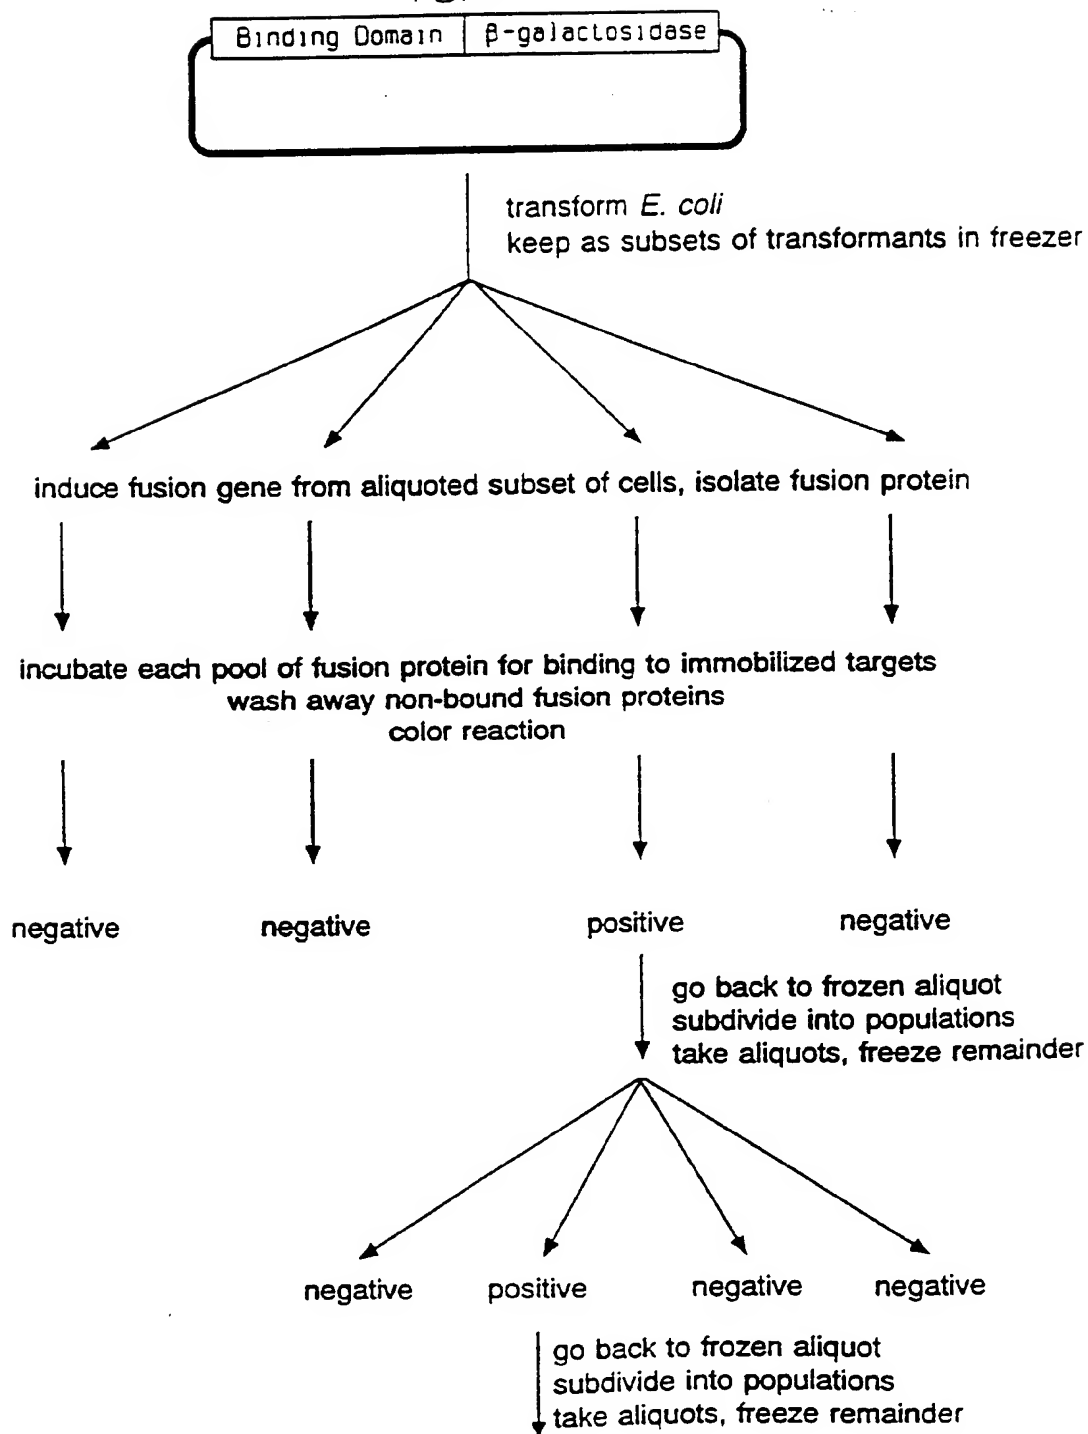 Binding Domain β-galactosidase
transform E. coli
keep as subsets of transformants in freezer
induce fusion gene from aliquoted subset of cells, isolate fusion protein
incubate each pool of fusion protein for binding to immobilized targets
wash away non-bound fusion proteins
color reaction
negative negative positive negative
go back to frozen aliquot
subdivide into populations
take aliquots, freeze remainder
negative positive negative negative
go back to frozen aliquot
subdivide into populations
take aliquots, freeze remainder